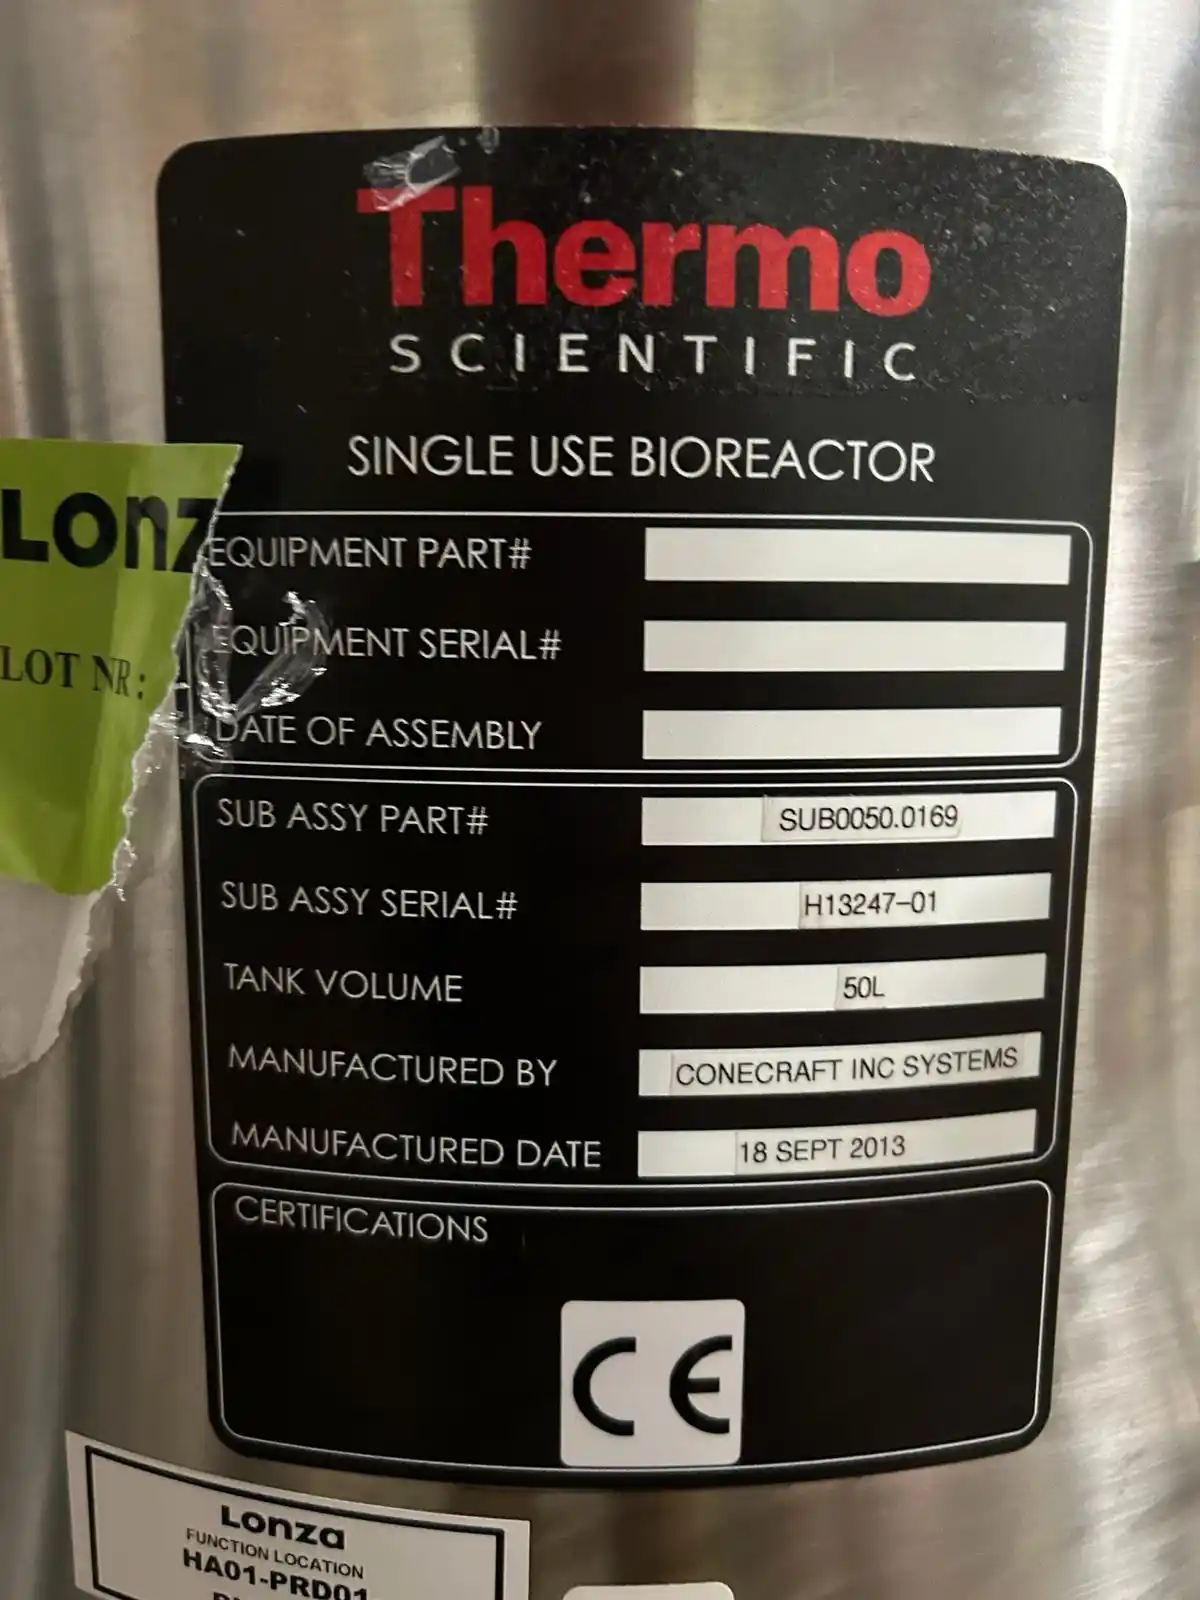 Thermo
SCIENTIFIC
SINGLE USE BIOREACTOR
EQUIPMENT PART#
EQUIPMENT SERIAL#
DATE OF ASSEMBLY
SUB ASSY PART# SUB0050.0169
SUB ASSY SERIAL# H13247-01
TANK VOLUME 50L
MANUFACTURED BY CONECRAFT INC SYSTEMS
MANUFACTURED DATE 18 SEPT 2013
CERTIFICATIONS
CE
Lonz
LOT NR:
Lonza
FUNCTION LOCATION
HA01-PRD01